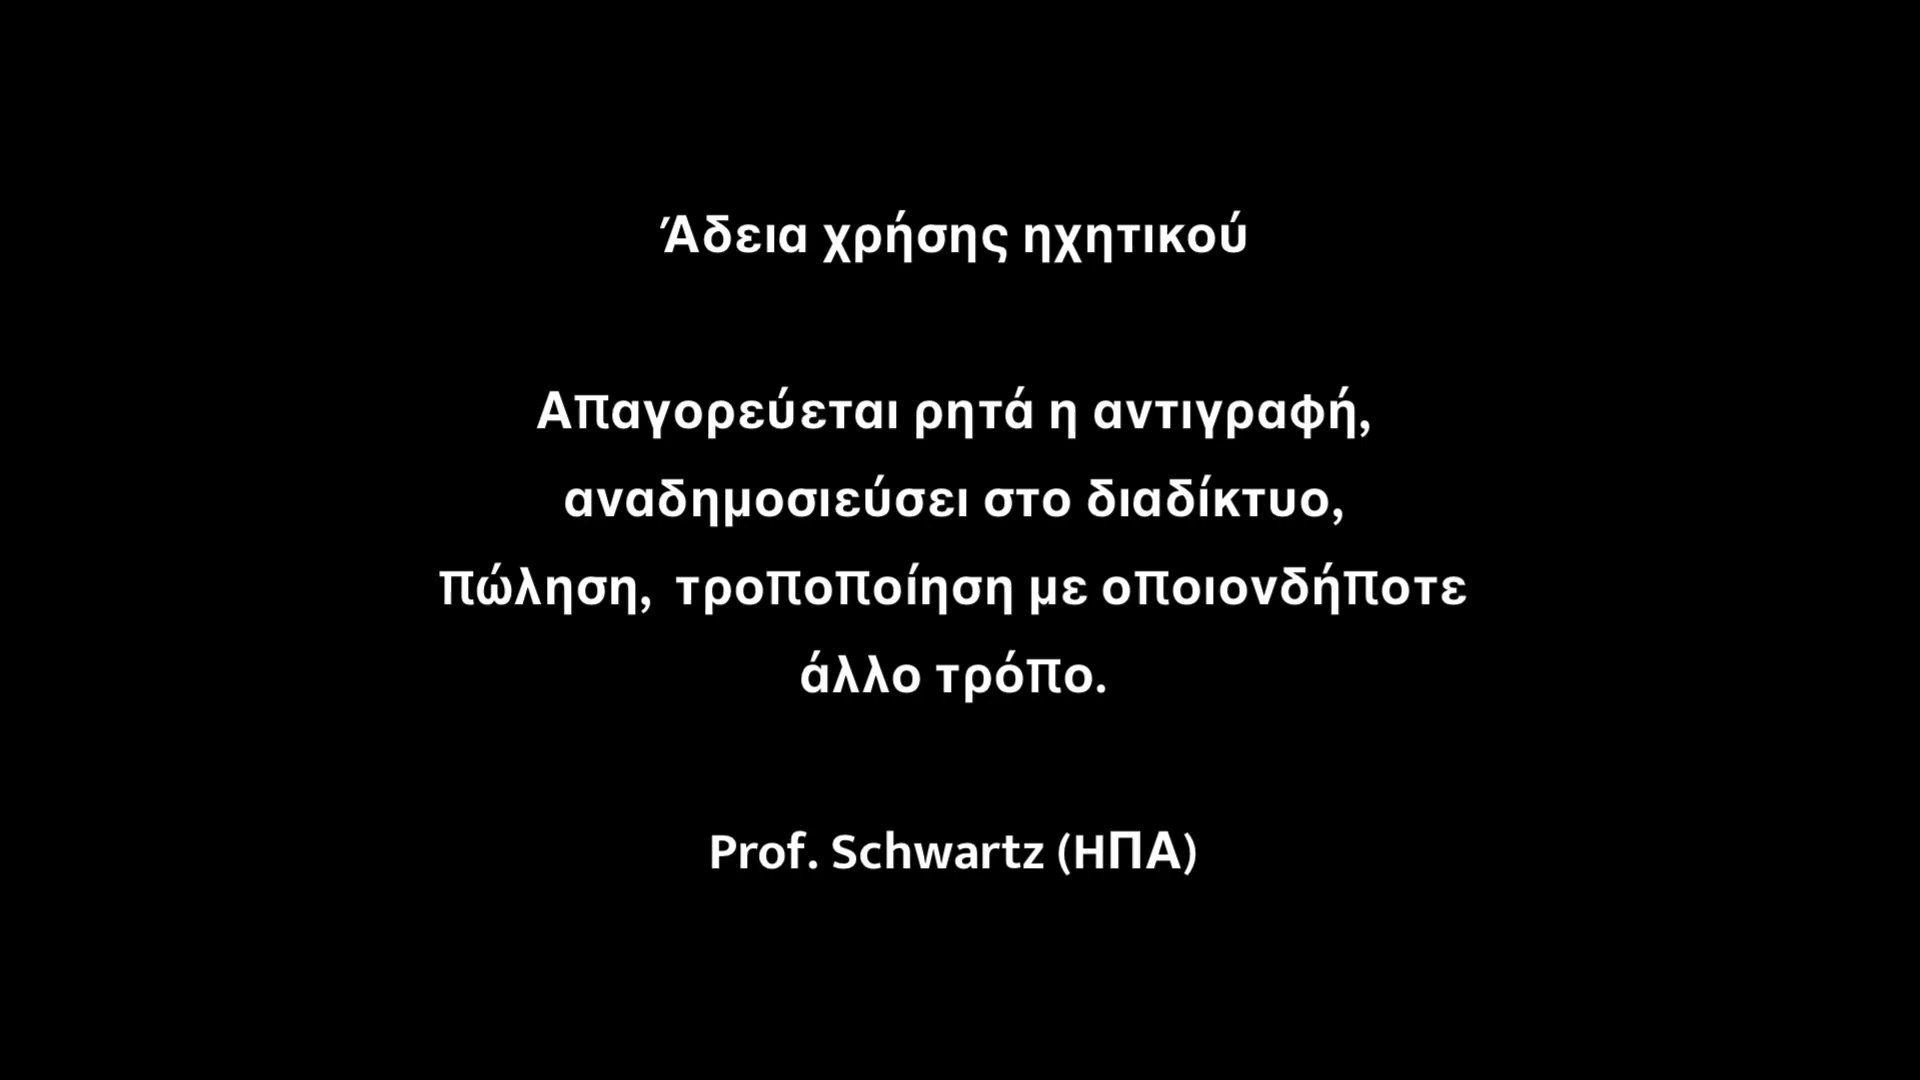 Άδεια χρήσης ηχητικού
Απαγορεύεται ρητά η αντιγραφή,
αναδημοσιεύσει στο διαδίκτυο,
πώληση, τροποποίηση με οποιονδήποτε
άλλο τρόπο.
Prof. Schwartz (ΗΠΑ)